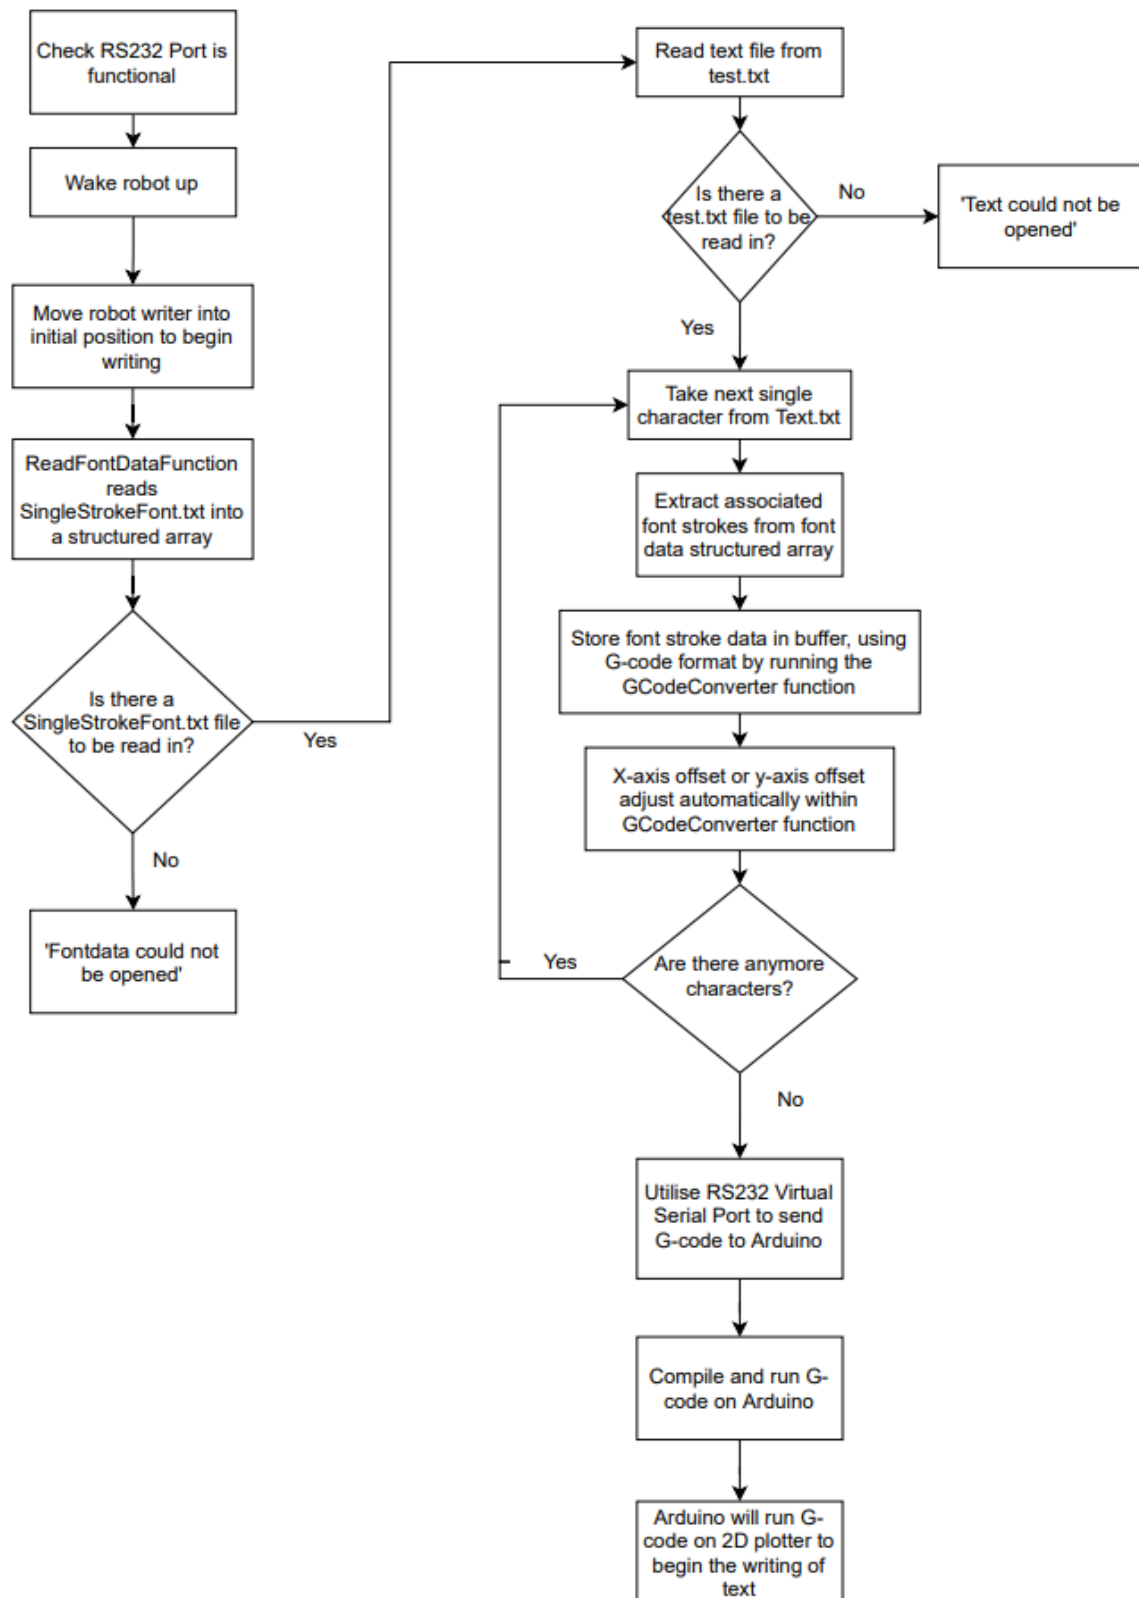 Check RS232 Port is
functional
Wake robot up
Move robot writer into
initial position to begin
writing
ReadFontDataFunction
reads
SingleStrokeFont.txt into
a structured array
Is there a
SingleStrokeFont.txt file
to be read in?
Yes
No
'Fontdata could not
be opened'
Read text file from
test.txt
Is there a
test.txt file to be
read in?
No
'Text could not be
opened'
Yes
Take next single
character from Text.txt
Extract associated
font strokes from font
data structured array
Store font stroke data in buffer, using
G-code format by running the
GCodeConverter function
X-axis offset or y-axis offset
adjust automatically within
GCodeConverter function
Are there anymore
characters?
Yes
No
Utilise RS232 Virtual
Serial Port to send
G-code to Arduino
Compile and run G-
code on Arduino
Arduino will run G-
code on 2D plotter to
begin the writing of
text